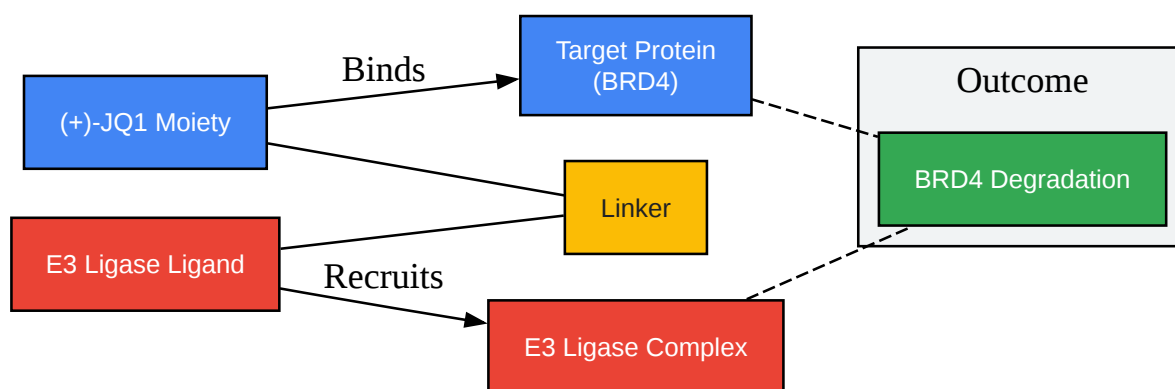 (+)-JQ1 Moiety
Binds
Target Protein
(BRD4)
Outcome
BRD4 Degradation
Linker
E3 Ligase Ligand
Recruits
E3 Ligase Complex